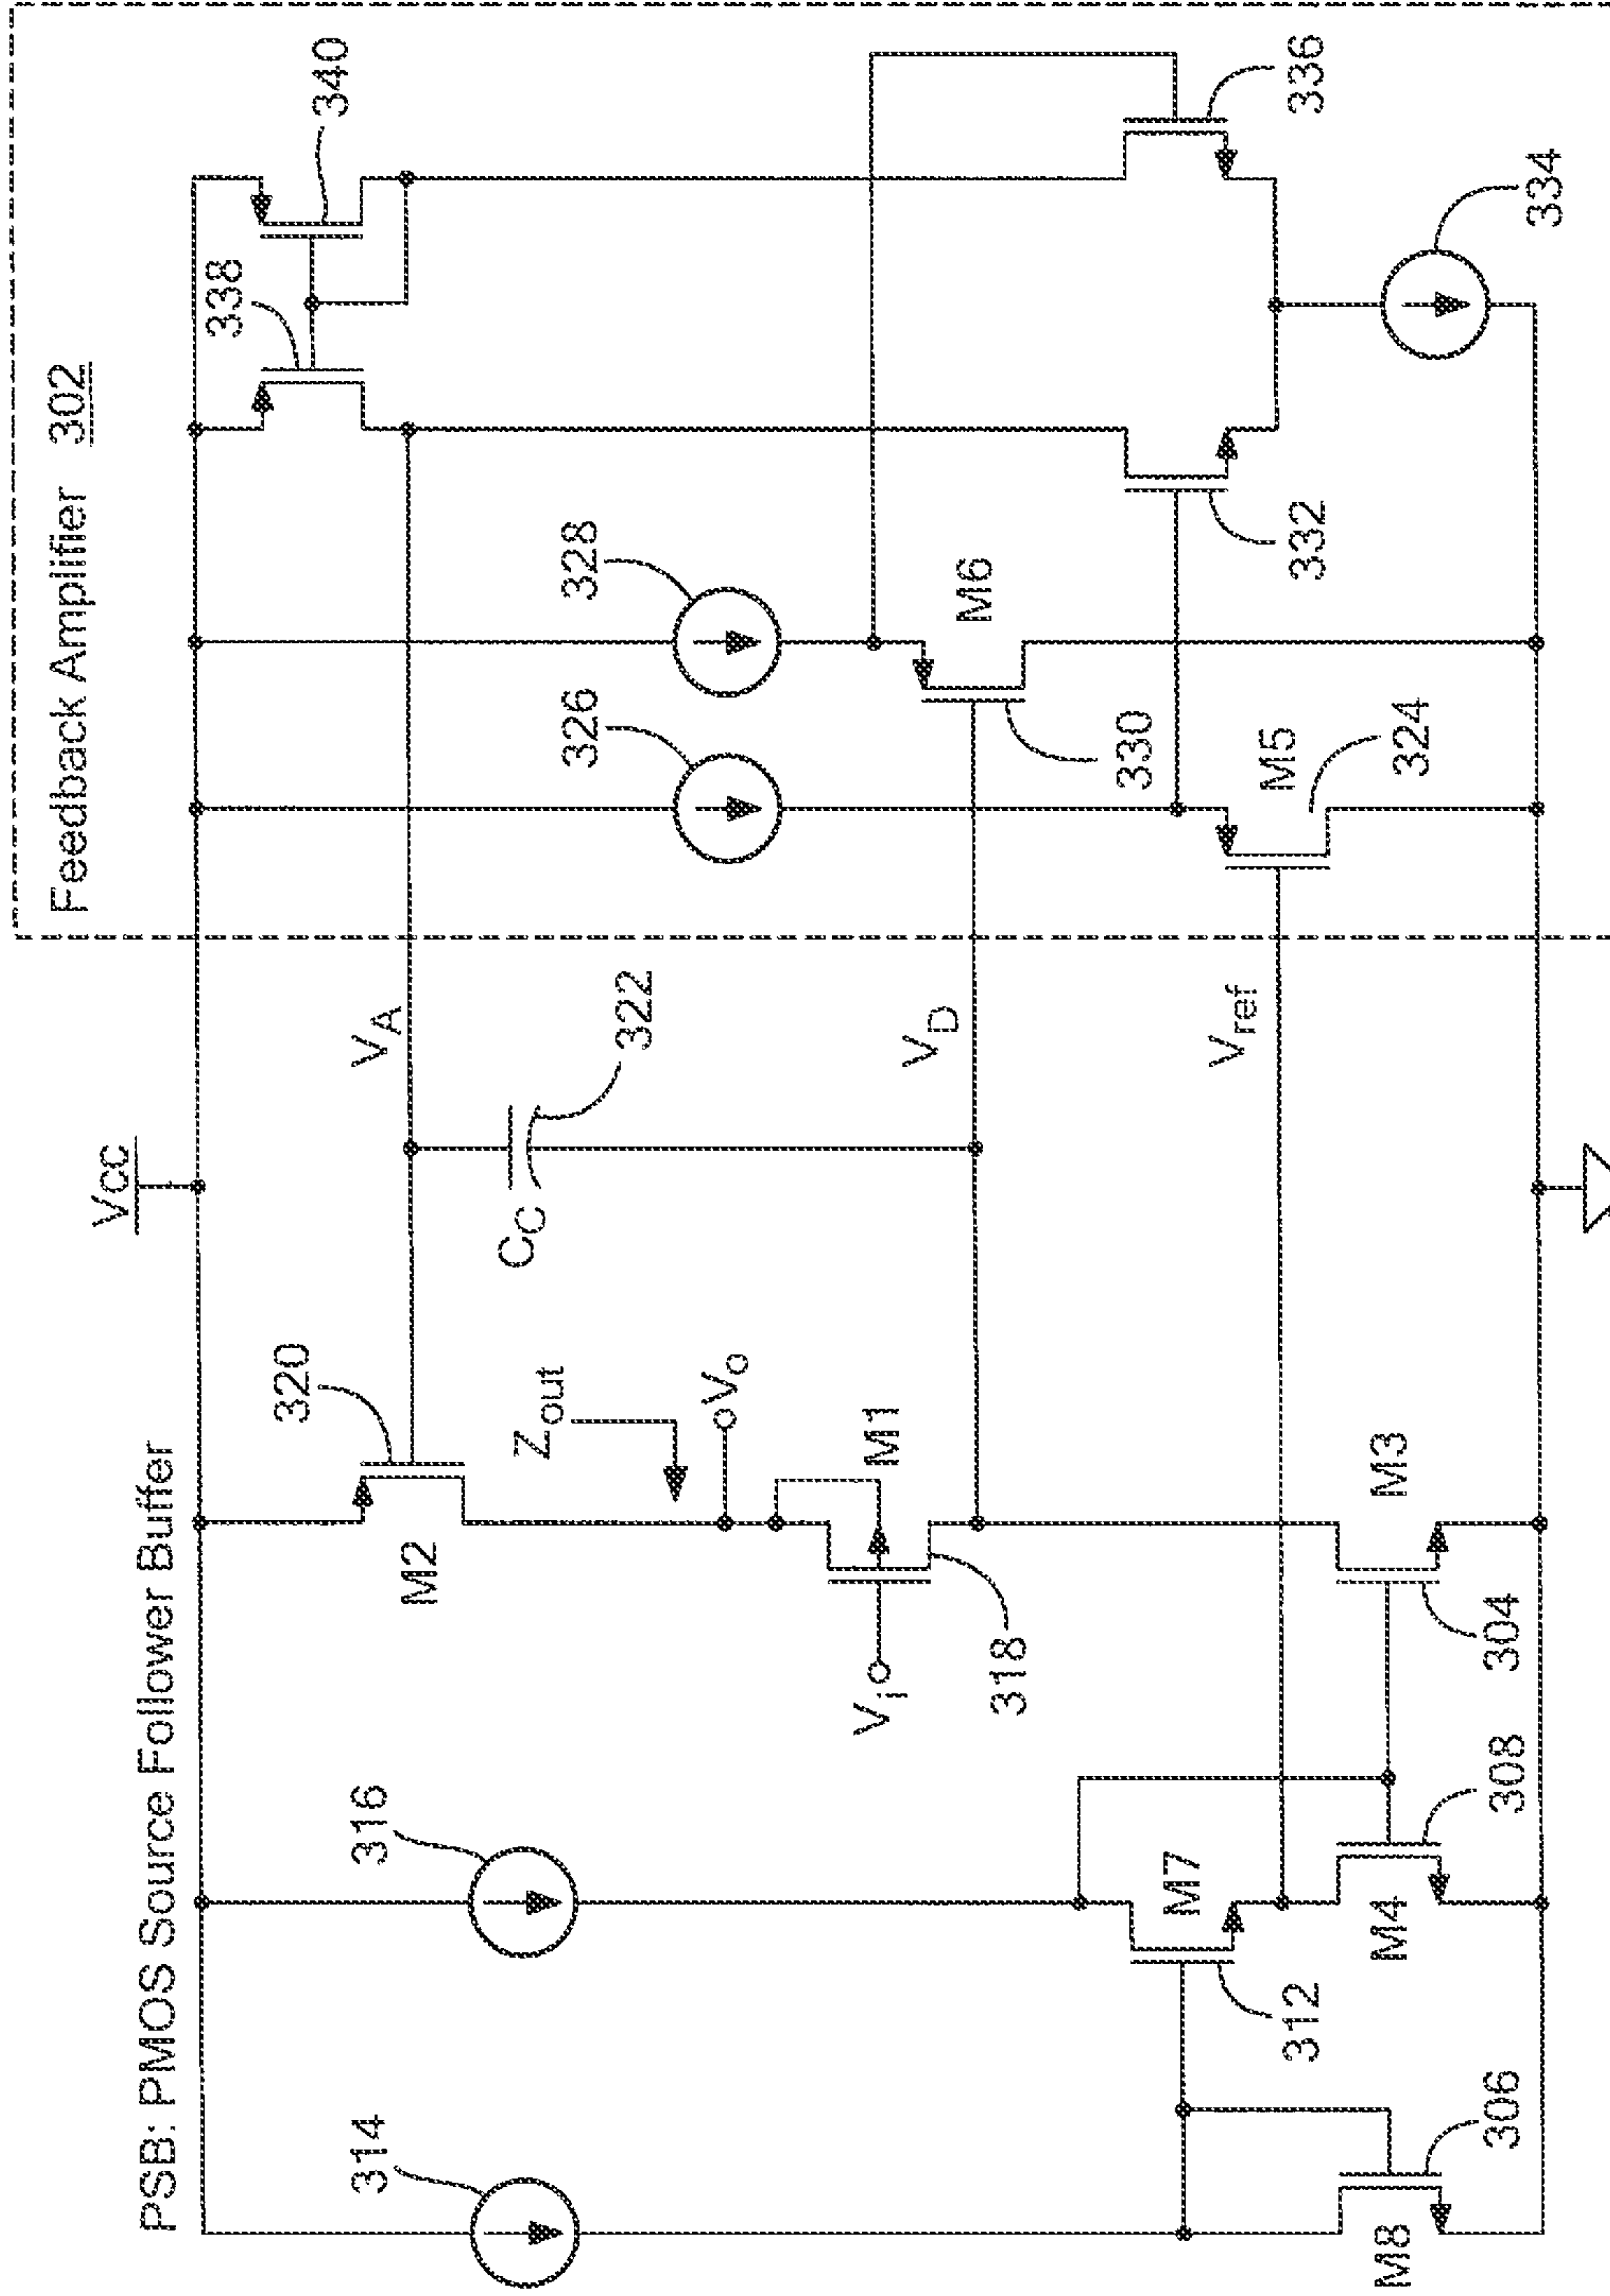 PSB: PMOS Source Follower Buffer
Vcc
Feedback Amplifier 302
314
316
320
M2
Zout
Vo
Vi
M1
318
CC
322
VA
VD
Vref
326
328
338
340
M6
330
M5
324
332
336
334
M7
312
M4
308
M3
304
M8
306